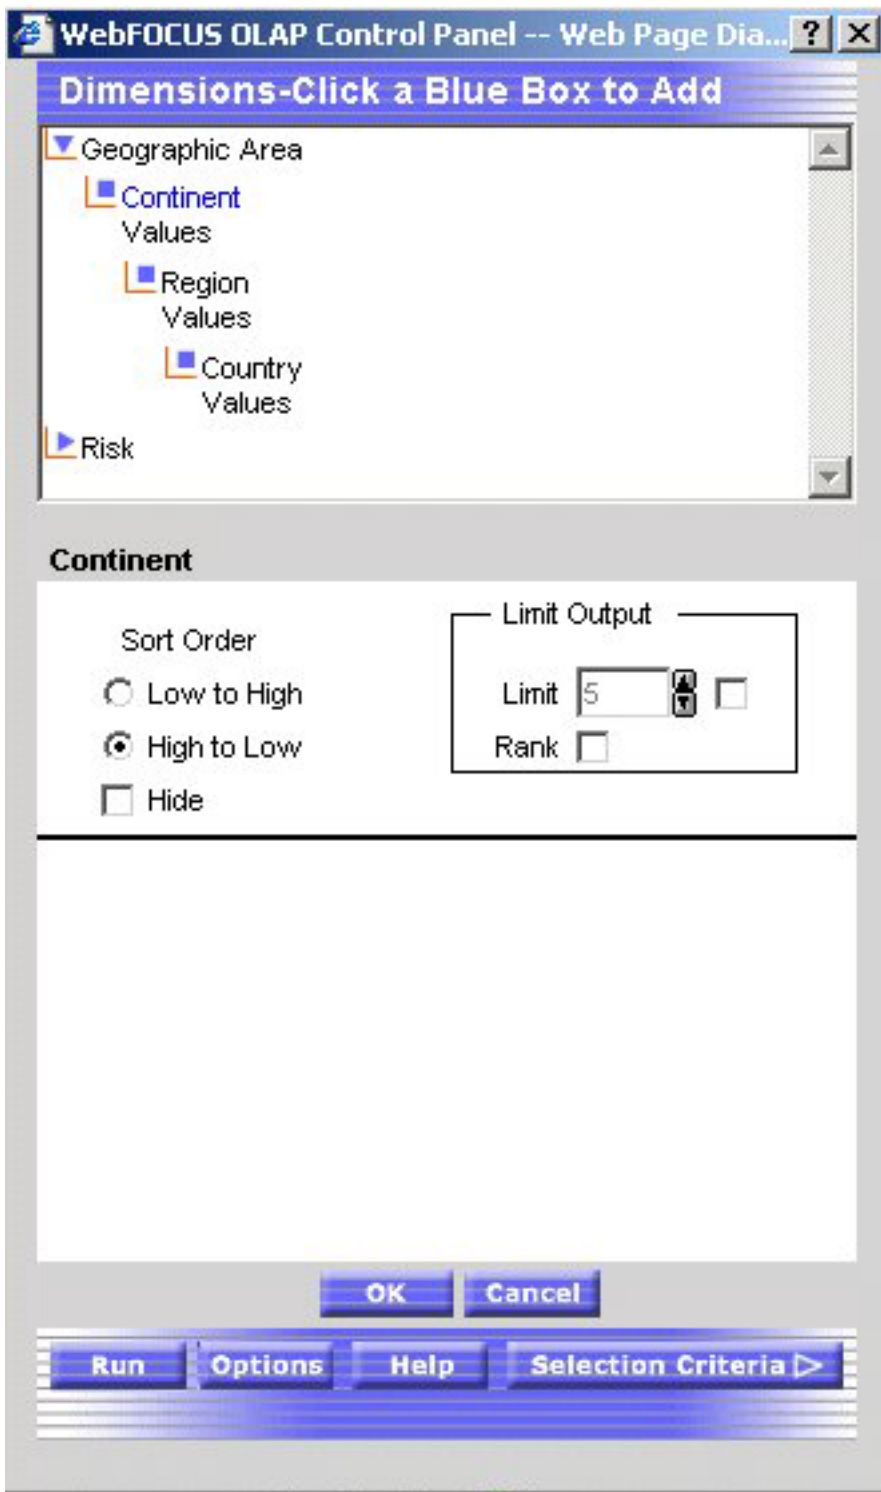 WebFOCUS OLAP Control Panel -- Web Page Dia... ? X
Dimensions-Click a Blue Box to Add
Geographic Area
Continent
Values
Region
Values
Country
Values
Risk
Continent
Sort Order
Low to High
High to Low
Hide
Limit Output
Limit 5
Rank
OK Cancel
Run Options Help Selection Criteria